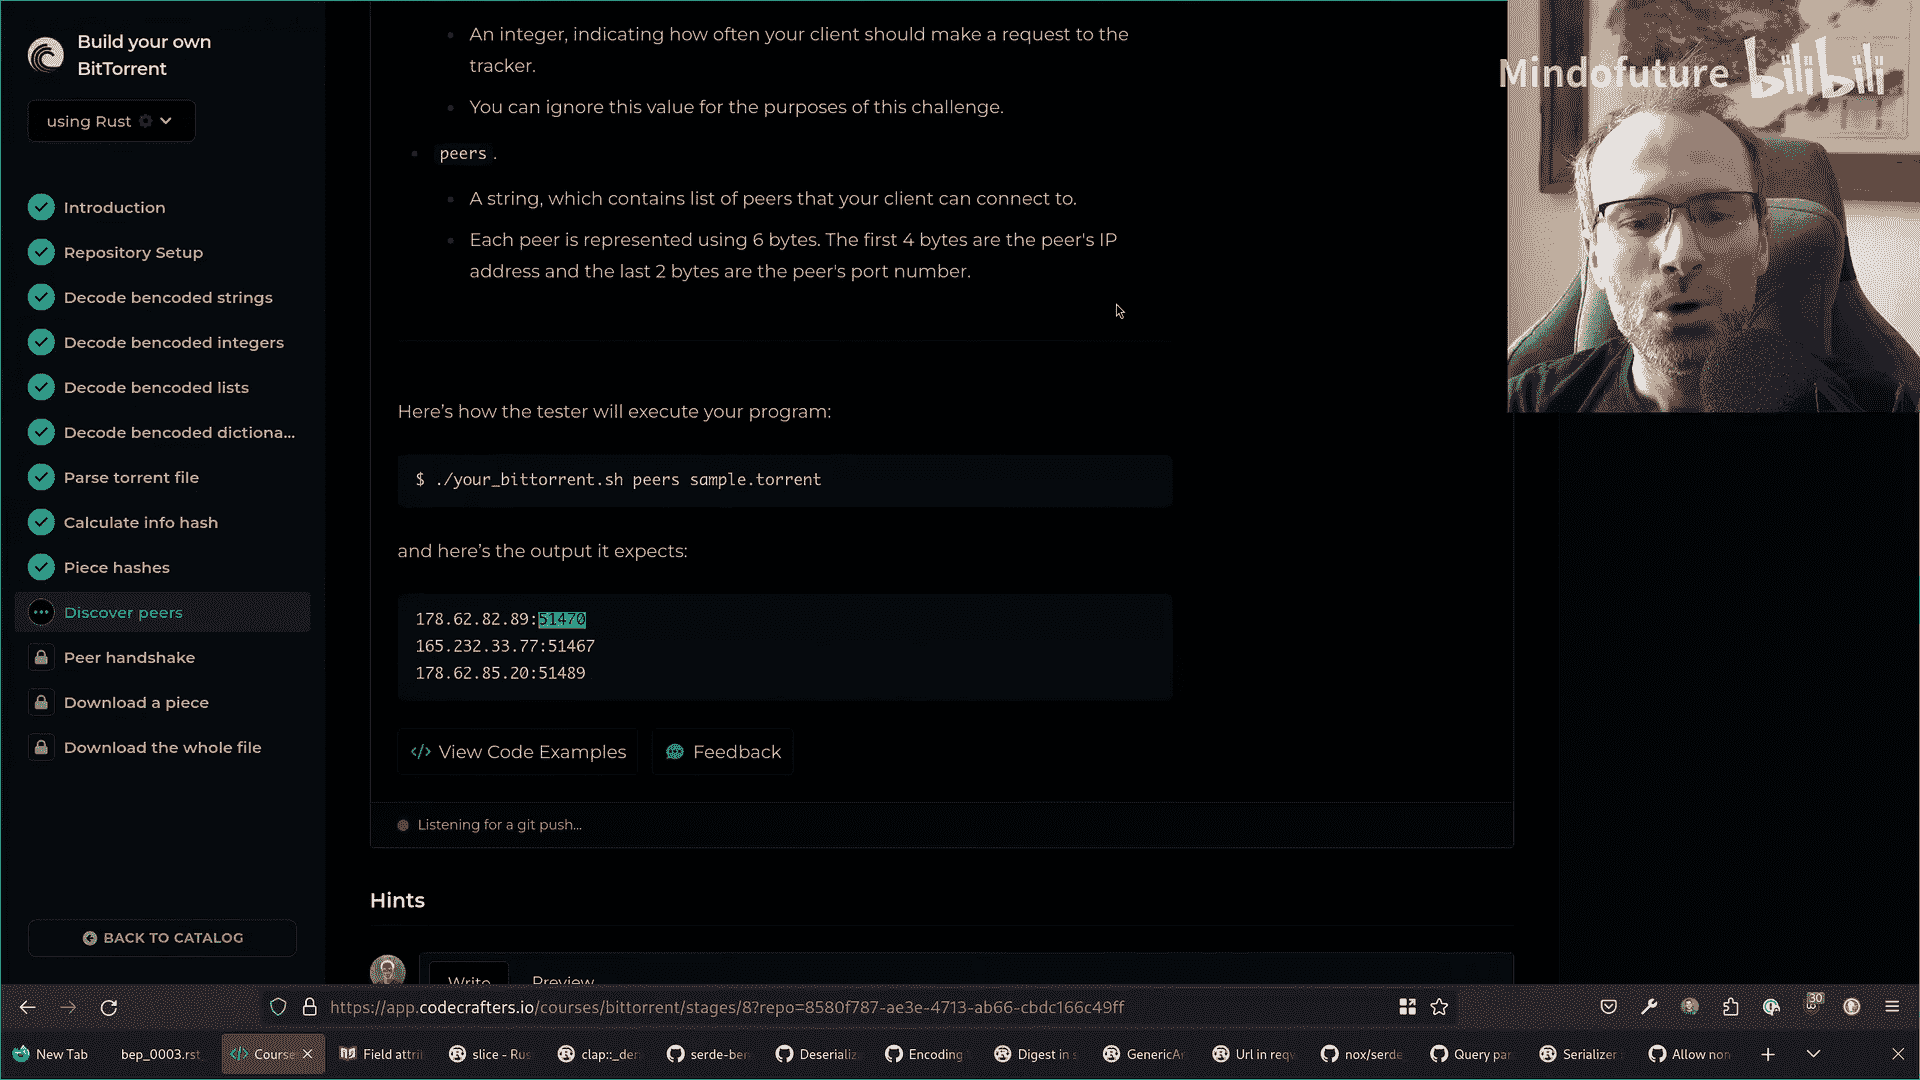 Build your own
BitTorrent
using Rust
Introduction
Repository Setup
Decode bencoded strings
Decode bencoded integers
Decode bencoded lists
Decode bencoded dictiona...
Parse torrent file
Calculate info hash
Piece hashes
Discover peers
Peer handshake
Download a piece
Download the whole file
BACK TO CATALOG
An integer, indicating how often your client should make a request to the
tracker.
You can ignore this value for the purposes of this challenge.
peers .
A string, which contains list of peers that your client can connect to.
Each peer is represented using 6 bytes. The first 4 bytes are the peer's IP
address and the last 2 bytes are the peer's port number.
Here's how the tester will execute your program:
$ ./your_bittorrent.sh peers sample.torrent
and here's the output it expects:
178.62.82.89:51470
165.232.33.77:51467
178.62.85.20:51489
</> View Code Examples
Feedback
Listening for a git push...
Hints
Write
Preview
Mindofuture bilibili
https://app.codecrafters.io/courses/bittorrent/stages/8?repo=8580f787-ae3e-4713-ab66-cbdc166c49ff
30
New Tab
bep_0003.rst
Course
Field attri
slice - Rus
clap::_der
serde-ben
Deserializ
Encoding
Digest in s
GenericAr
Url in reqw
nox/serde
Query par
Serializer
Allow non